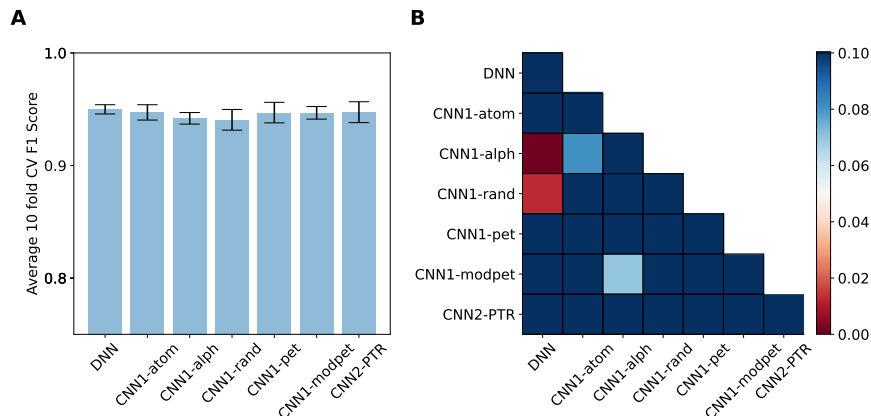 A
Average 10 fold CV F1 Score
1.0
0.9
0.8
DNN
CNN1-atom
CNN1-alph
CNN1-rand
CNN1-pet
CNN1-modpet
CNN2-PTR
B
DNN
CNN1-atom
CNN1-alph
CNN1-rand
CNN1-pet
CNN1-modpet
CNN2-PTR
DNN
CNN1-atom
CNN1-alph
CNN1-rand
CNN1-pet
CNN1-modpet
CNN2-PTR
0.10
0.08
0.06
0.04
0.02
0.00